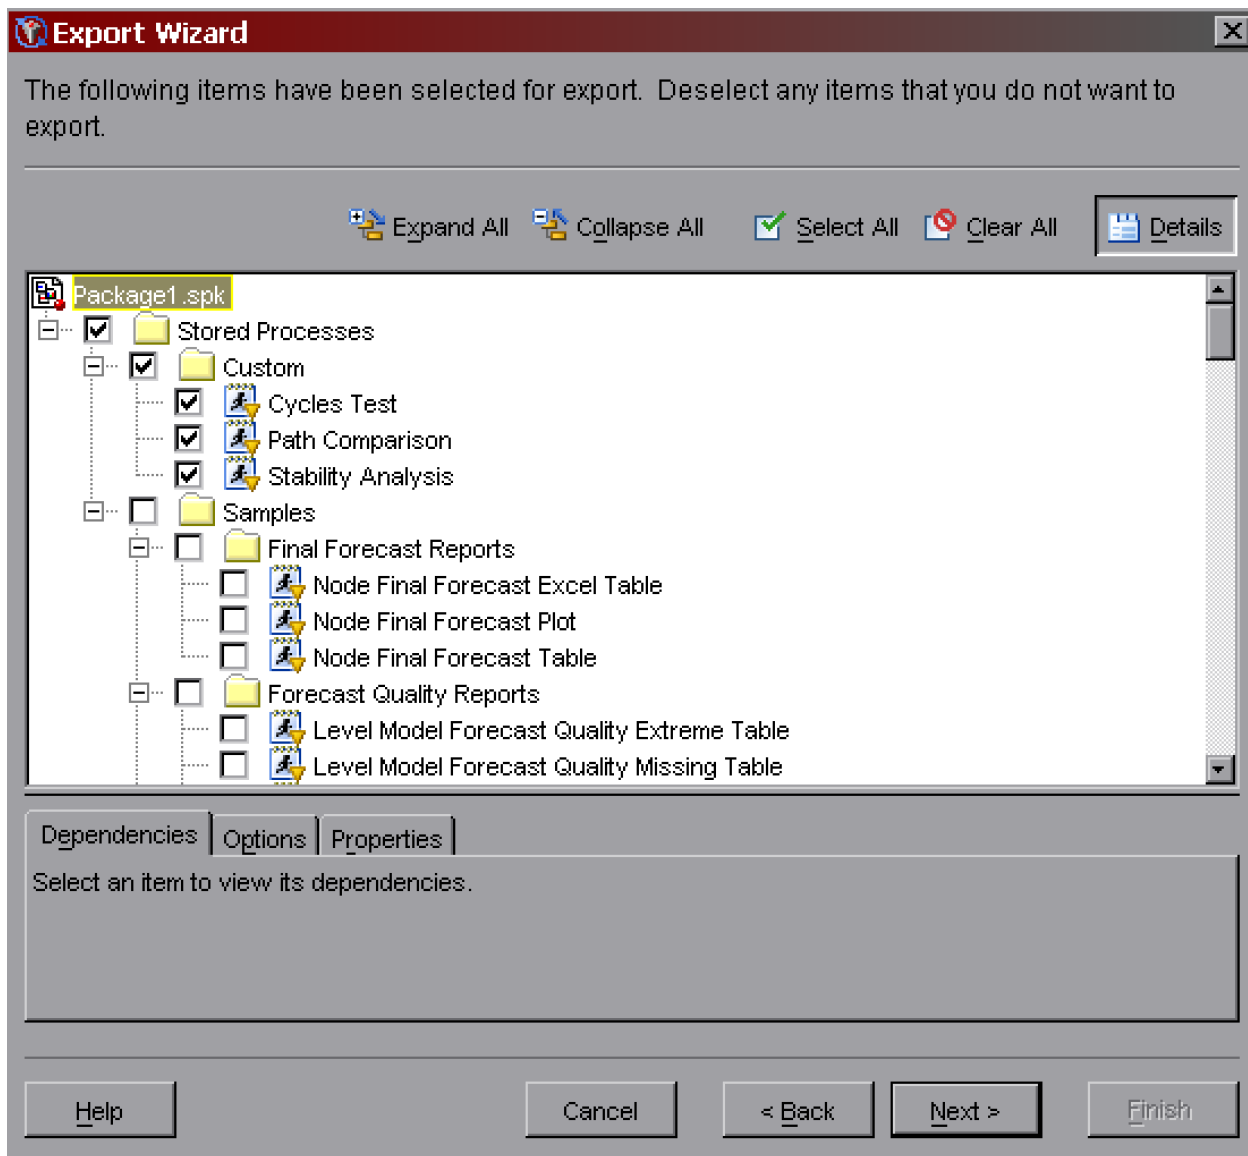 Export Wizard
The following items have been selected for export.  Deselect any items that you do not want to
export.
Expand All Collapse All Select All Clear All Details
Package1.spk
Stored Processes
Custom
Cycles Test
Path Comparison
Stability Analysis
Samples
Final Forecast Reports
Node Final Forecast Excel Table
Node Final Forecast Plot
Node Final Forecast Table
Forecast Quality Reports
Level Model Forecast Quality Extreme Table
Level Model Forecast Quality Missing Table
Dependencies Options Properties
Select an item to view its dependencies.
Help Cancel < Back Next > Finish